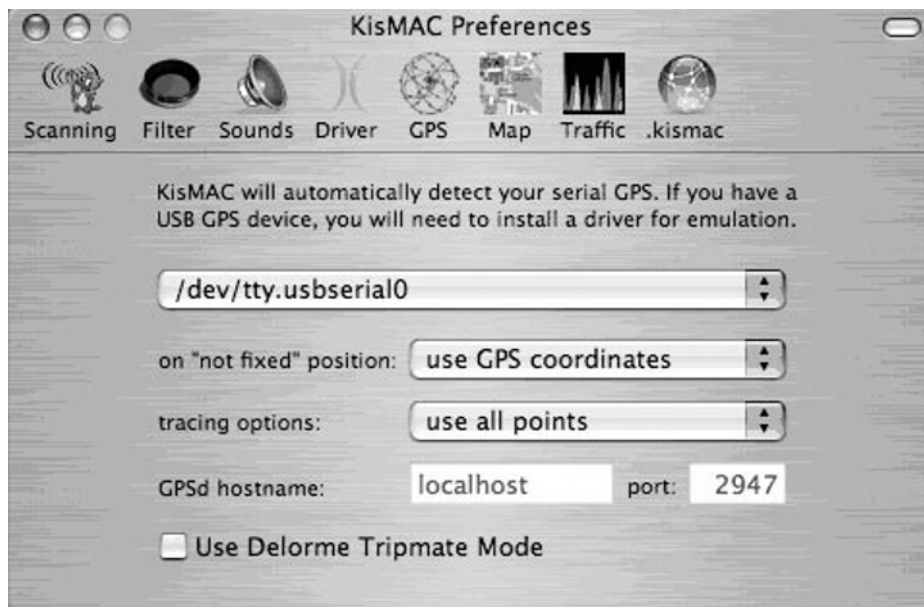 KisMAC Preferences
Scanning Filter Sounds Driver GPS Map Traffic .kismac
KisMAC will automatically detect your serial GPS. If you have a
USB GPS device, you will need to install a driver for emulation.
/dev/tty.usbserial0
on "not fixed" position: use GPS coordinates
tracing options: use all points
GPSd hostname: localhost port: 2947
Use Delorme Tripmate Mode